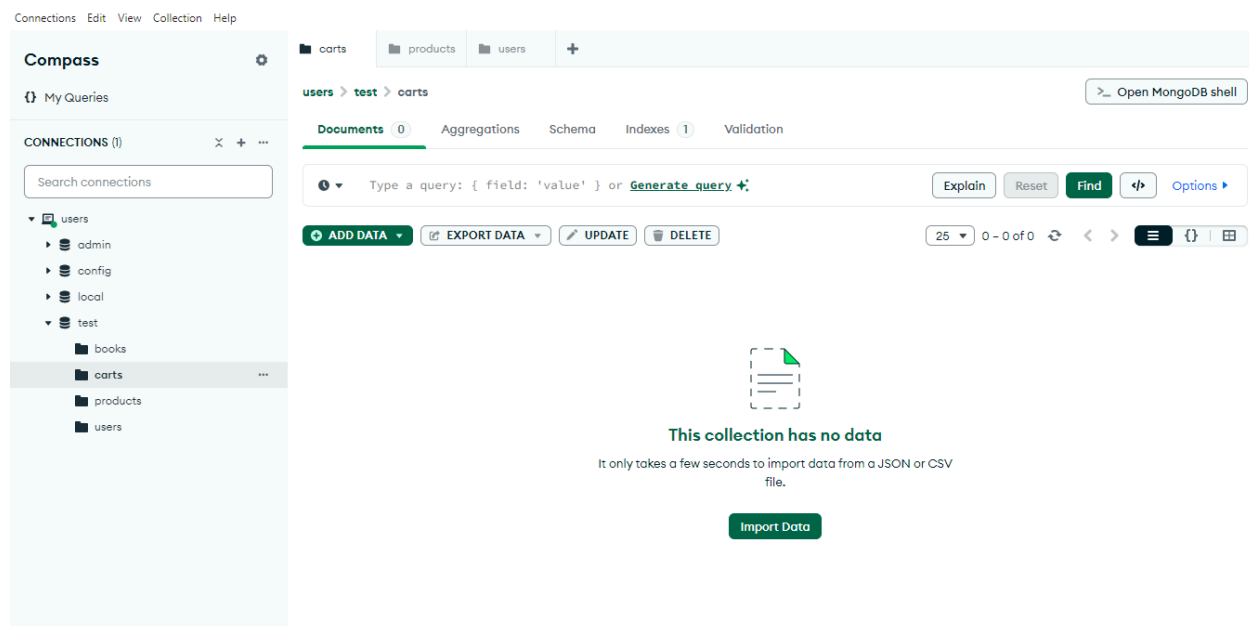 Connections Edit View Collection Help
Compass
{} My Queries
CONNECTIONS (1)
Search connections
users
admin
config
local
test
books
carts
products
users
carts products users
users > test > carts
>_ Open MongoDB shell
Documents 0 Aggregations Schema Indexes 1 Validation
Type a query: { field: 'value' } or Generate query
Explain Reset Find </> Options
ADD DATA EXPORT DATA UPDATE DELETE
25 0 – 0 of 0 {}
This collection has no data
It only takes a few seconds to import data from a JSON or CSV
file.
Import Data